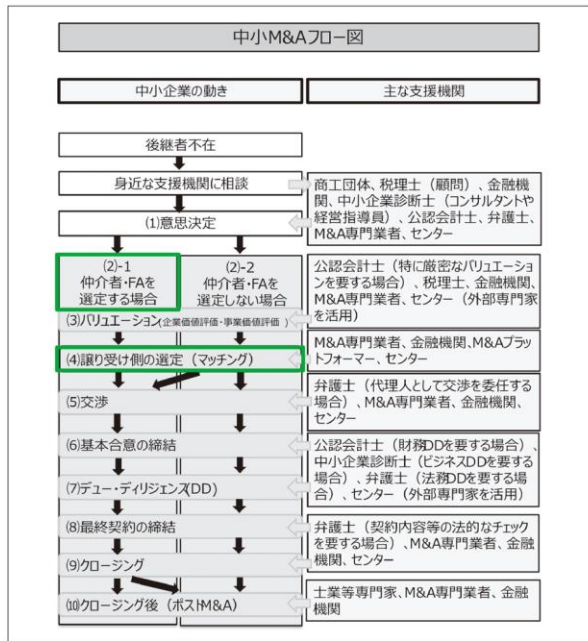 中小M&Aフロー図
中小企業の動き
主な支援機関
後継者不在
身近な支援機関に相談
(1)意思決定
商工団体、税理士（顧問）、金融機
関、中小企業診断士（コンサルタントや
経営指導員）、公認会計士、弁護士、
M&A専門業者、センター
(2)-1
仲介者・FAを
選定する場合
(2)-2
仲介者・FAを
選定しない場合
(3)バリュエーション(企業価値評価・事業価値評価)
公認会計士（特に厳密なバリュエーショ
ンを要する場合）、税理士、金融機関、
M&A専門業者、センター（外部専門家
を活用）
(4)譲り受け側の選定（マッチング）
M&A専門業者、金融機関、M&Aプラッ
トフォーマー、センター
(5)交渉
弁護士（代理人として交渉を委任する
場合）、M&A専門業者、金融機関、
センター
(6)基本合意の締結
(7)デュー・ディリジェンス(DD)
公認会計士（財務DDを要する場合）、
中小企業診断士（ビジネスDDを要する
場合）、弁護士（法務DDを要する場
合）、センター（外部専門家を活用）
(8)最終契約の締結
(9)クロージング
弁護士（契約内容等の法的なチェック
を要する場合）、M&A専門業者、金融
機関、センター
(10)クロージング後（ポストM&A）
士業等専門家、M&A専門業者、金融
機関